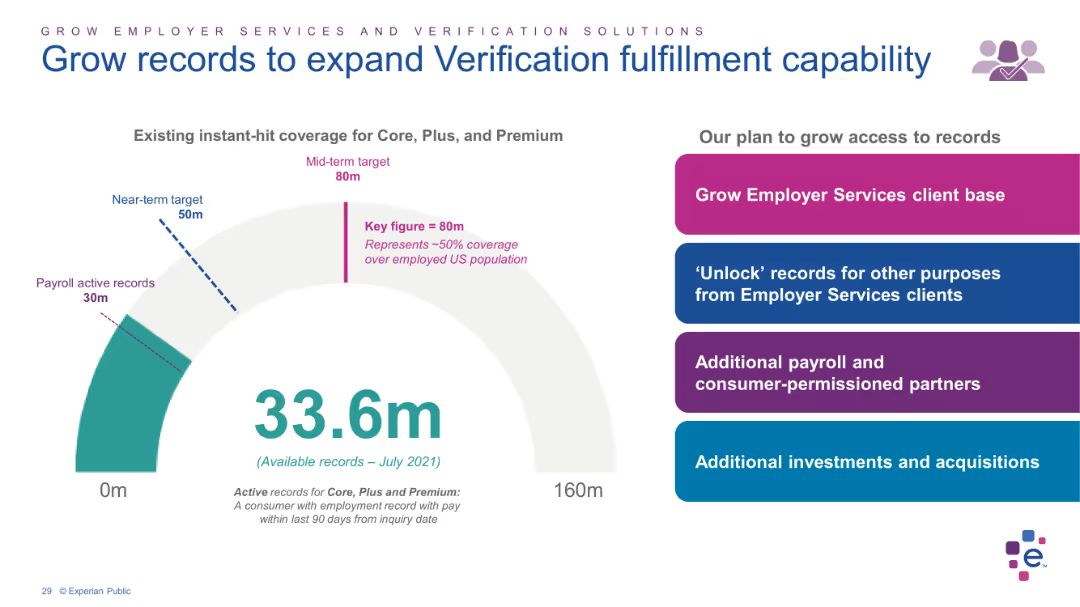 GROW EMPLOYER SERVICES AND VERIFICATION SOLUTIONS
Grow records to expand Verification fulfillment capability
Existing instant-hit coverage for Core, Plus, and Premium
Mid-term target
80m
Near-term target
50m
Key figure = 80m
Represents ~50% coverage
over employed US population
Payroll active records
30m
33.6m
(Available records – July 2021)
0m
160m
Active records for Core, Plus and Premium:
A consumer with employment record with pay
within last 90 days from inquiry date
Our plan to grow access to records
Grow Employer Services client base
‘Unlock’ records for other purposes
from Employer Services clients
Additional payroll and
consumer-permissioned partners
Additional investments and acquisitions
e™
29 © Experian Public